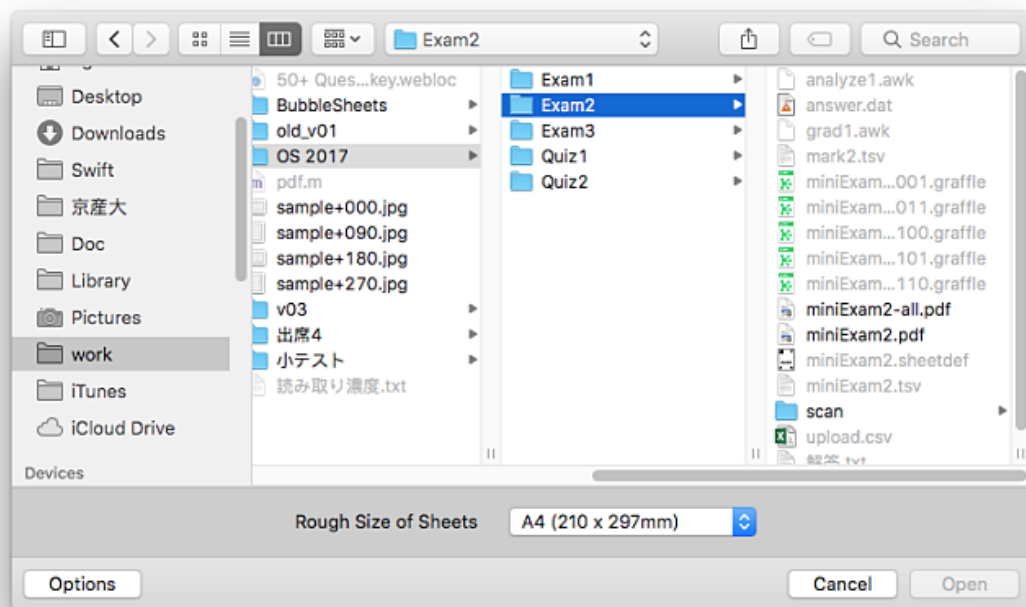 Exam2
Search
Desktop
Downloads
Swift
京産大
Doc
Library
Pictures
work
iTunes
iCloud Drive
Devices
50+ Ques...key.webloc
BubbleSheets
old_v01
OS 2017
pdf.m
sample+000.jpg
sample+090.jpg
sample+180.jpg
sample+270.jpg
v03
出席4
小テスト
読み取り濃度.txt
Exam1
Exam2
Exam3
Quiz1
Quiz2
analyze1.awk
answer.dat
grad1.awk
mark2.tsv
miniExam...001.graffle
miniExam...011.graffle
miniExam...100.graffle
miniExam...101.graffle
miniExam...110.graffle
miniExam2-all.pdf
miniExam2.pdf
miniExam2.sheetdef
miniExam2.tsv
scan
upload.csv
解答.txt
Rough Size of Sheets
A4 (210 x 297mm)
Options
Cancel
Open